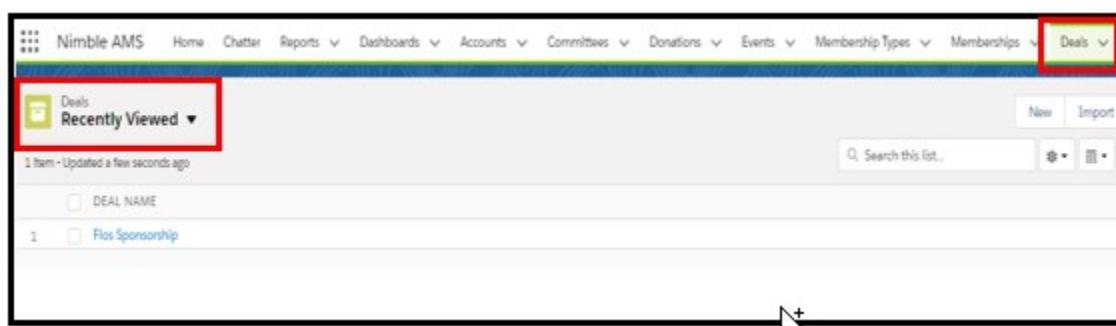 Nimble AMS Home Chatter Reports Dashboards Accounts Committees Donations Events Membership Types Memberships Deals
Deals
Recently Viewed
New Import
1 Item - Updated a few seconds ago
Search this list...
DEAL NAME
1 Flos Sponsorship